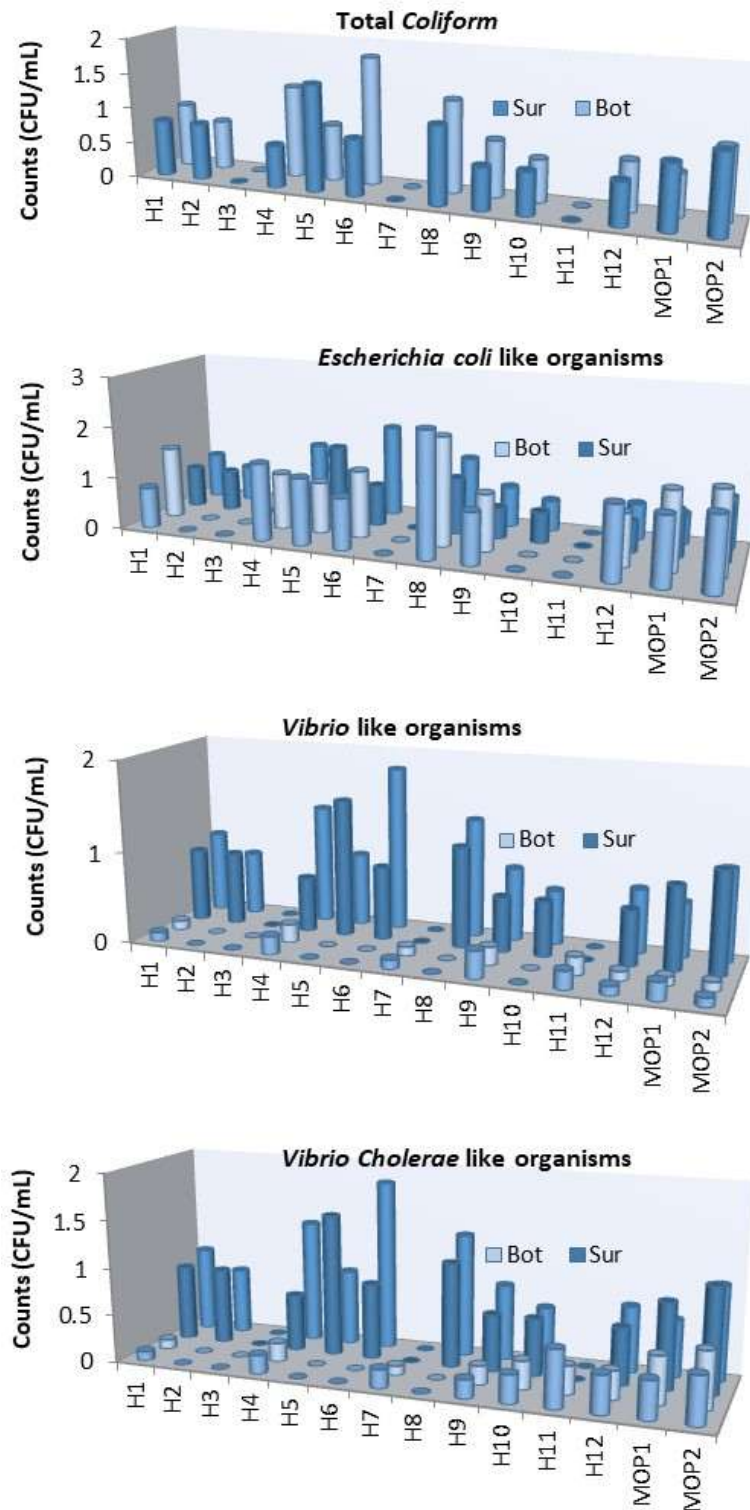 Total Coliform
Counts (CFU/mL)
2
1.5
1
0.5
0
Sur
Bot
H1
H2
H3
H4
H5
H6
H7
H8
H9
H10
H11
H12
MOP1
MOP2
Escherichia coli like organisms
Counts (CFU/mL)
3
2
1
0
Bot
Sur
H1
H2
H3
H4
H5
H6
H7
H8
H9
H10
H11
H12
MOP1
MOP2
Vibrio like organisms
Counts (CFU/mL)
2
1
0
Bot
Sur
H1
H2
H3
H4
H5
H6
H7
H8
H9
H10
H11
H12
MOP1
MOP2
Vibrio Cholerae like organisms
Counts (CFU/mL)
2
1.5
1
0.5
0
Bot
Sur
H1
H2
H3
H4
H5
H6
H7
H8
H9
H10
H11
H12
MOP1
MOP2